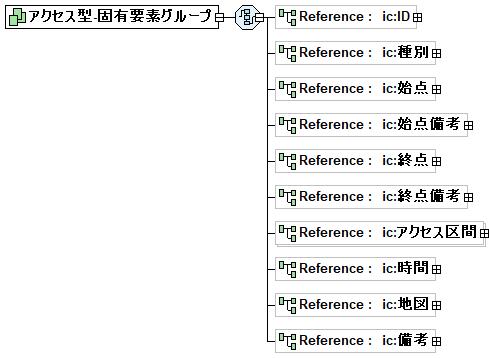 アクセス型-固有要素グループ
Reference : ic:ID
Reference : ic:種別
Reference : ic:始点
Reference : ic:始点備考
Reference : ic:終点
Reference : ic:終点備考
Reference : ic:アクセス区間
Reference : ic:時間
Reference : ic:地図
Reference : ic:備考